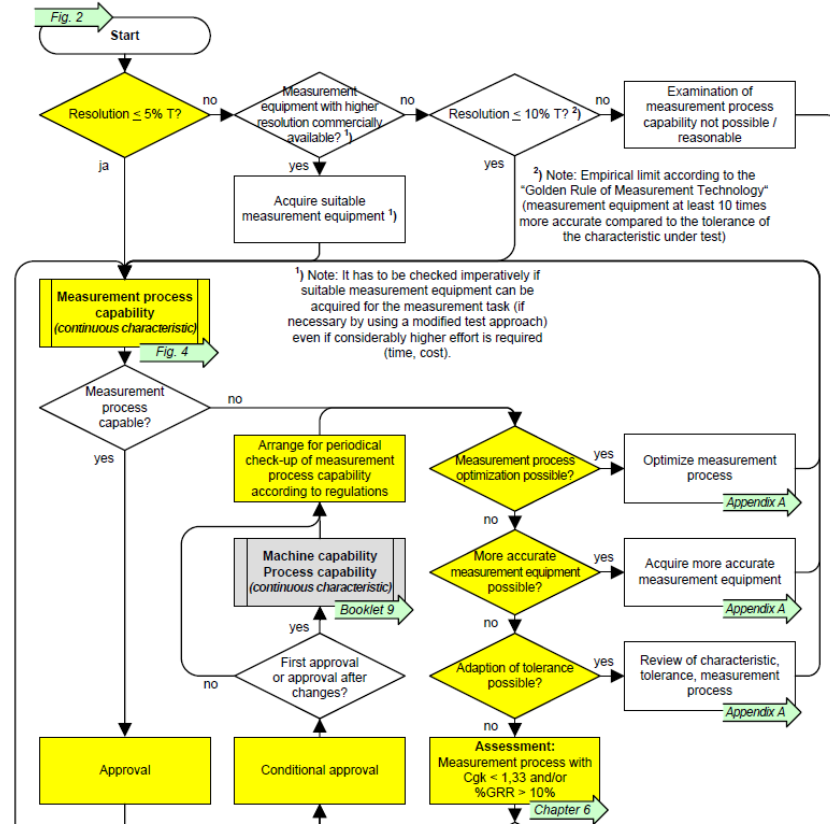 Fig. 2
Start
Resolution ≤ 5% T?
no
Measurement
equipment with higher
resolution commercially
available? ¹)
no
Resolution ≤ 10% T? ²)
no
Examination of
measurement process
capability not possible /
reasonable
ja
yes
yes
Acquire suitable
measurement equipment ¹)
²) Note: Empirical limit according to the
“Golden Rule of Measurement Technology“
(measurement equipment at least 10 times
more accurate compared to the tolerance of
the characteristic under test)
Measurement process
capability
(continuous characteristic)
Fig. 4
¹) Note: It has to be checked imperatively if
suitable measurement equipment can be
acquired for the measurement task (if
necessary by using a modified test approach)
even if considerably higher effort is required
(time, cost).
Measurement
process
capable?
no
yes
Arrange for periodical
check-up of measurement
process capability
according to regulations
Measurement process
optimization possible?
yes
Optimize measurement
process
Appendix A
no
Machine capability
Process capability
(continuous characteristic)
Booklet 9
More accurate
measurement equipment
possible?
yes
Acquire more accurate
measurement equipment
Appendix A
no
yes
First approval
or approval after
changes?
no
Adaption of tolerance
possible?
yes
Review of characteristic,
tolerance, measurement
process
Appendix A
no
Approval
Conditional approval
Assessment:
Measurement process with
Cgk < 1,33 and/or
%GRR > 10%
Chapter 6